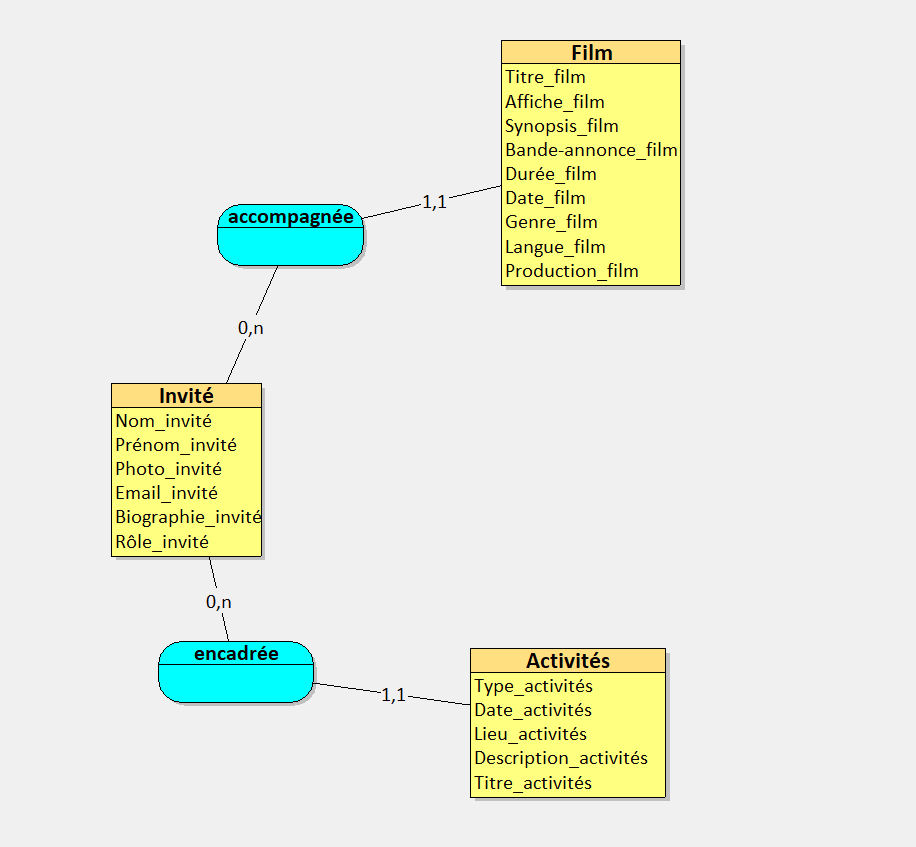 Film
Titre_film
Affiche_film
Synopsis_film
Bande-annonce_film
Durée_film
Date_film
Genre_film
Langue_film
Production_film
1,1
accompagnée
0,n
Invité
Nom_invité
Prénom_invité
Photo_invité
Email_invité
Biographie_invité
Rôle_invité
0,n
encadrée
1,1
Activités
Type_activités
Date_activités
Lieu_activités
Description_activités
Titre_activités